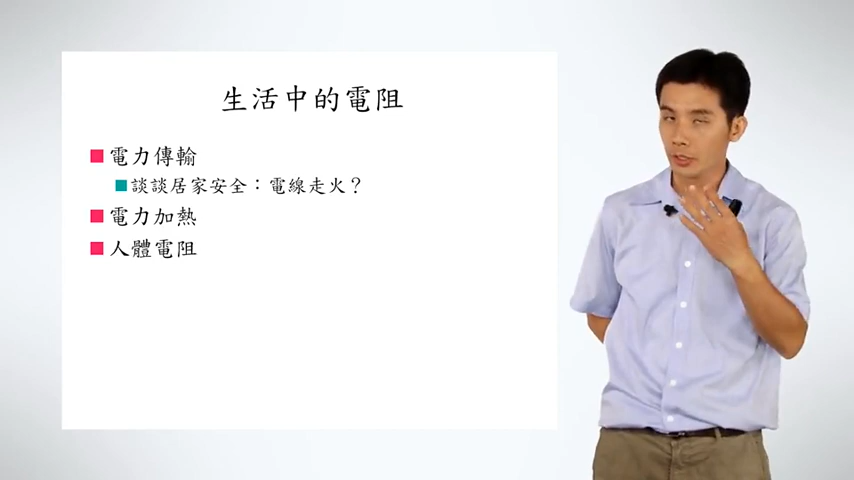 生活中的電阻
電力傳輸
談談居家安全：電線走火？
電力加熱
人體電阻